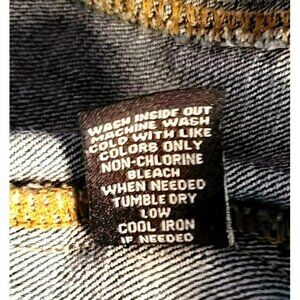 WASH INSIDE OUT
MACHINE WASH
COLD WITH LIKE
COLORS ONLY
NON-CHLORINE
BLEACH
WHEN NEEDED
TUMBLE DRY
LOW
COOL IRON
IF NEEDED